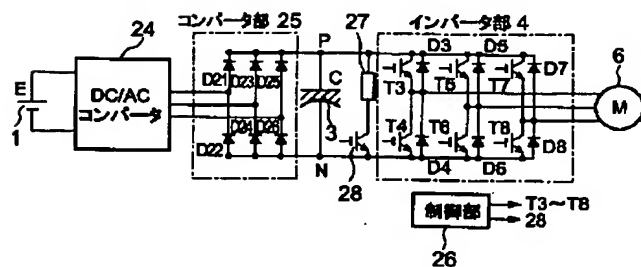 コンバータ部 25
インバータ部 4
24
27
P
D3
D5
D7
6
E
D21
D23
D25
C
T3
T5
T7
M
DC/AC
コンバータ
1
3
D24
D26
T4
T6
T8
D22
D4
D6
D8
N
28
制御部
T3～T8
28
26